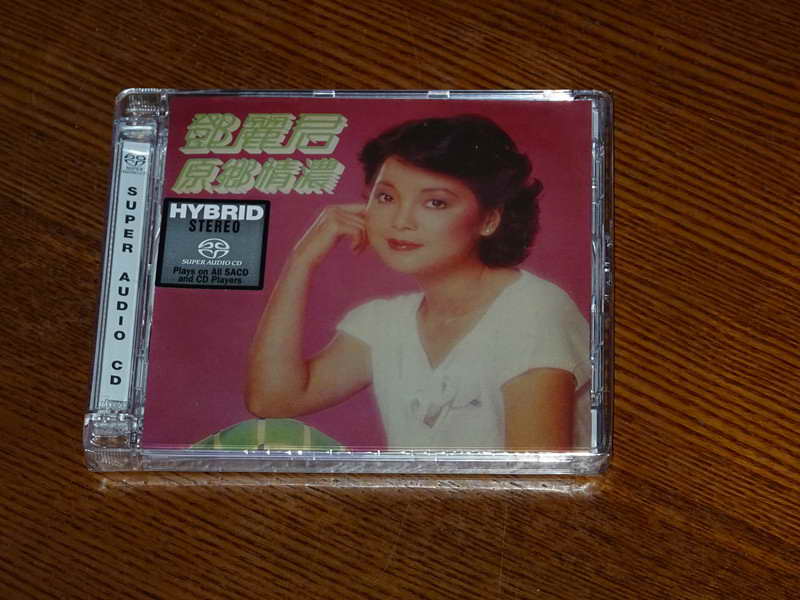 鄧麗君
原鄉情濃
HYBRID
STEREO
SUPER AUDIO CD
Plays on All SACD
and CD Players
SUPER AUDIO CD